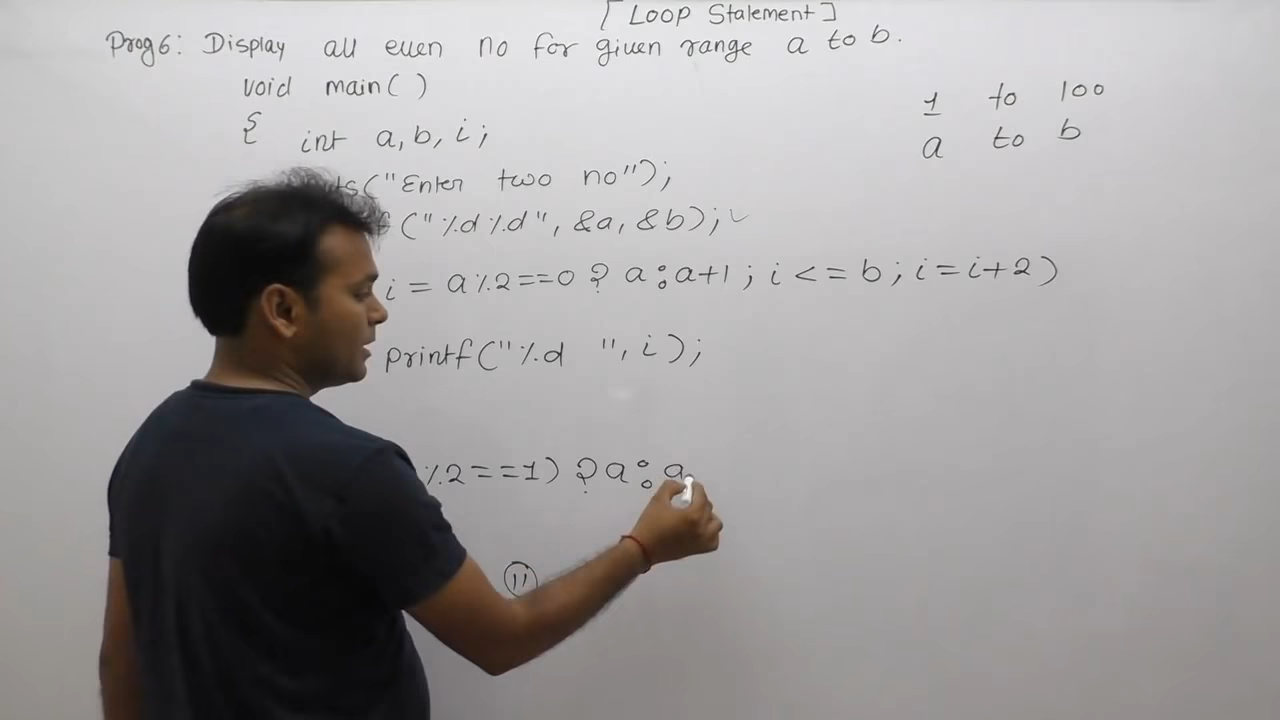 [Loop Statement]
Prog6: Display all even no for given range a to b.
void main( )
1 to 100
{ int a, b, i;
a to b
ts("Enter two no");
f("%d%d", &a, &b);
i = a%2==0 ? a:a+1; i <= b; i=i+2)
printf("%d ", i);
%2==1) ? a: a
11